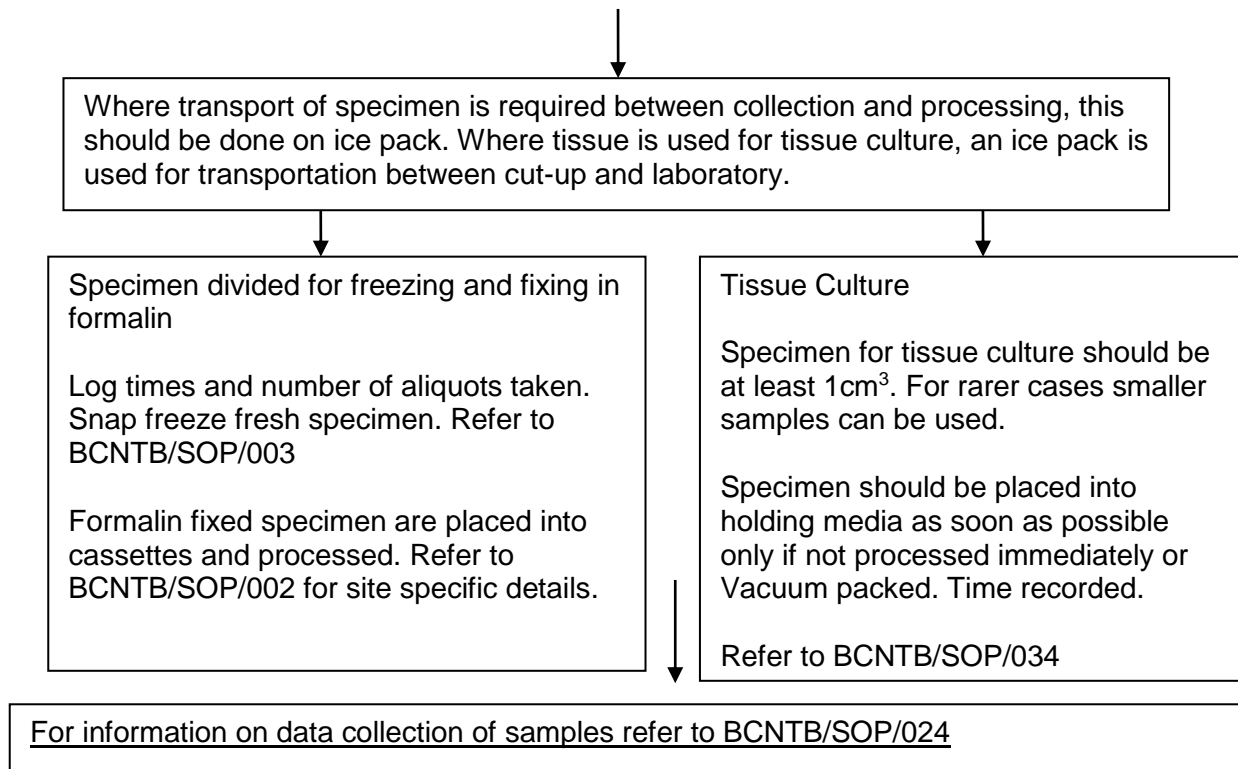 Where transport of specimen is required between collection and processing, this
should be done on ice pack. Where tissue is used for tissue culture, an ice pack is
used for transportation between cut-up and laboratory.
Specimen divided for freezing and fixing in
formalin
Log times and number of aliquots taken.
Snap freeze fresh specimen. Refer to
BCNTB/SOP/003
Formalin fixed specimen are placed into
cassettes and processed. Refer to
BCNTB/SOP/002 for site specific details.
Tissue Culture
Specimen for tissue culture should be
at least 1cm³. For rarer cases smaller
samples can be used.
Specimen should be placed into
holding media as soon as possible
only if not processed immediately or
Vacuum packed. Time recorded.
Refer to BCNTB/SOP/034
For information on data collection of samples refer to BCNTB/SOP/024